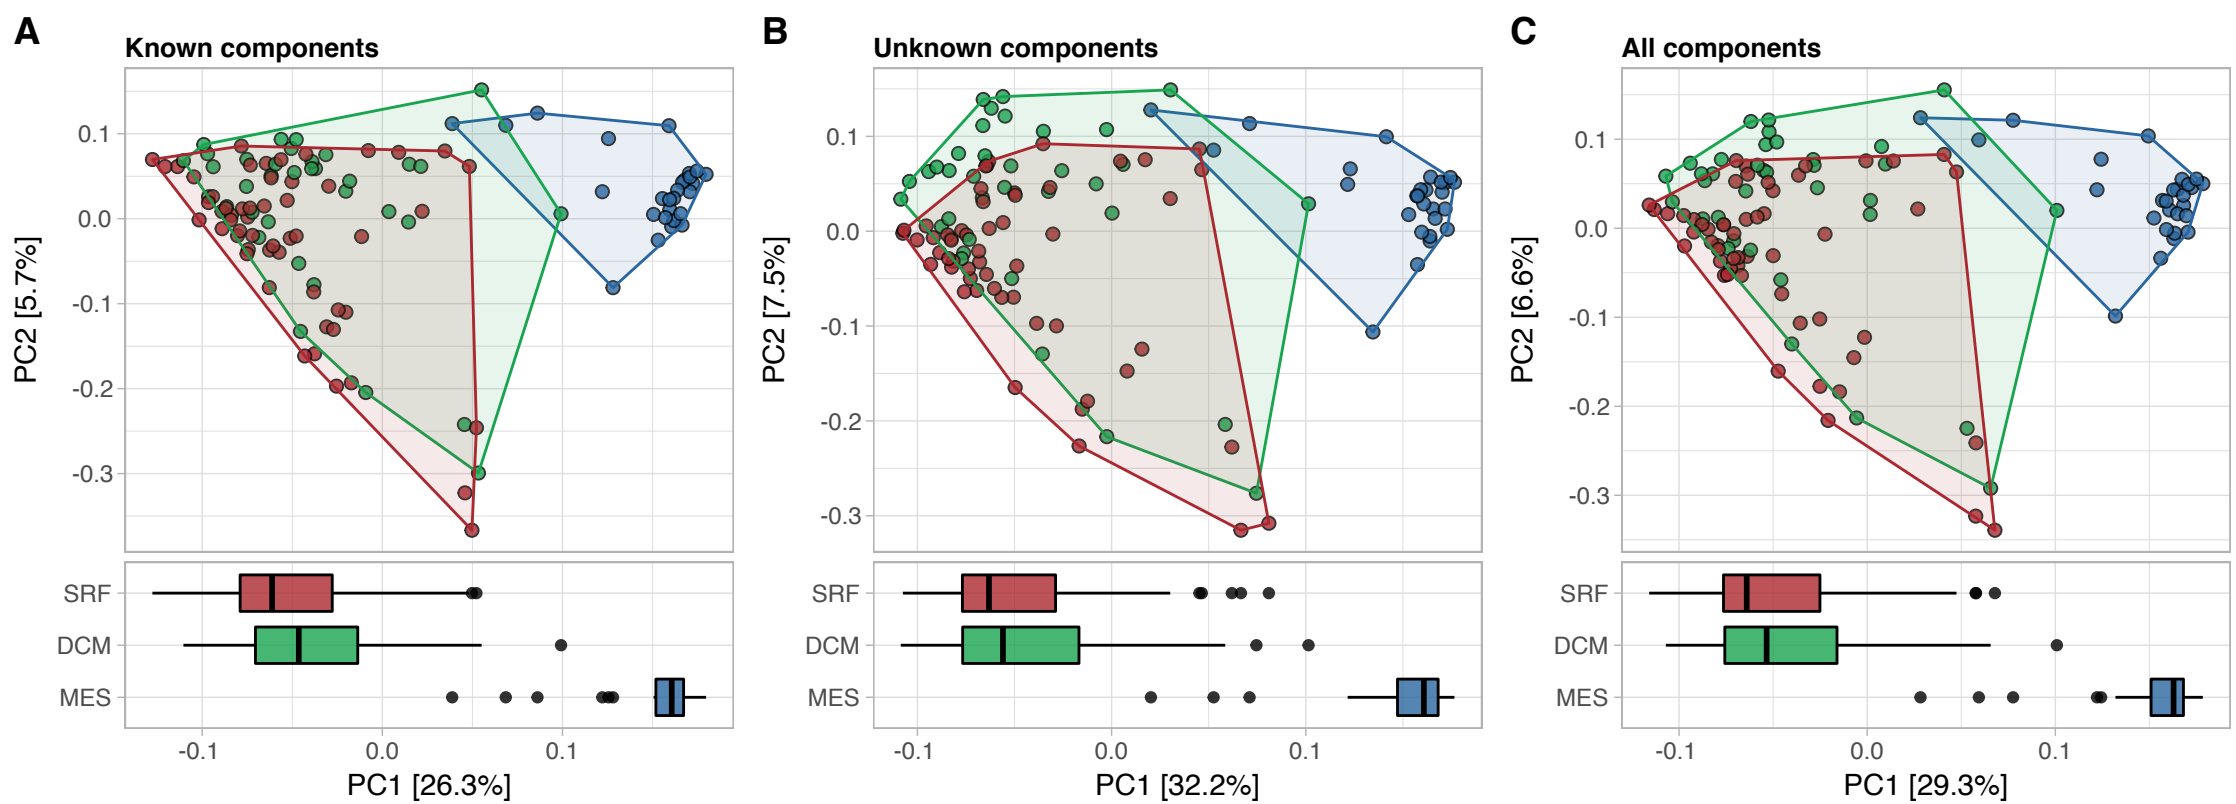 A
Known components
0.1
0.0
-0.1
-0.2
-0.3
PC2 [5.7%]
SRF
DCM
MES
-0.1
0.0
0.1
PC1 [26.3%]
B
Unknown components
0.1
0.0
-0.1
-0.2
-0.3
PC2 [7.5%]
SRF
DCM
MES
-0.1
0.0
0.1
PC1 [32.2%]
C
All components
0.1
0.0
-0.1
-0.2
-0.3
PC2 [6.6%]
SRF
DCM
MES
-0.1
0.0
0.1
PC1 [29.3%]